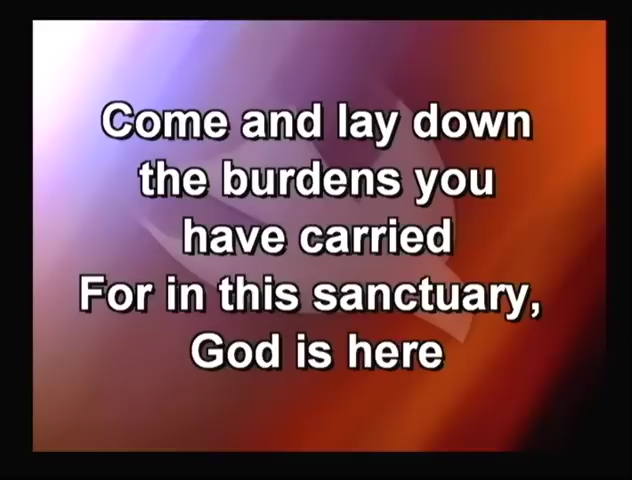 Come and lay down
the burdens you
have carried
For in this sanctuary,
God is here